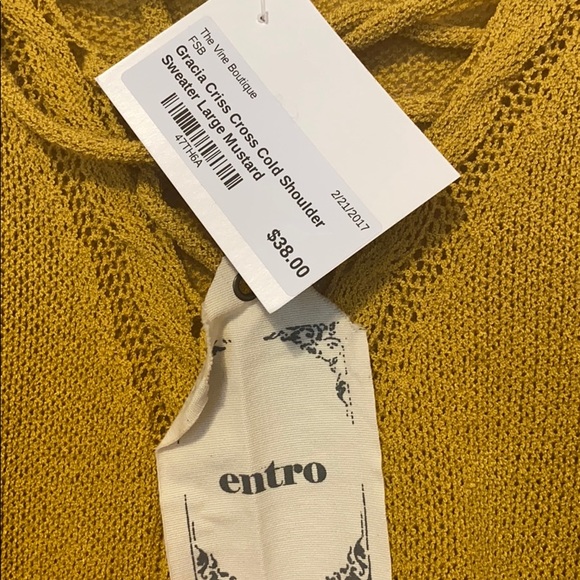 The Vine Boutique
FSB
2/21/2017
Gracia Criss Cross Cold Shoulder
Sweater Large Mustard
47TH6A
$38.00
entro